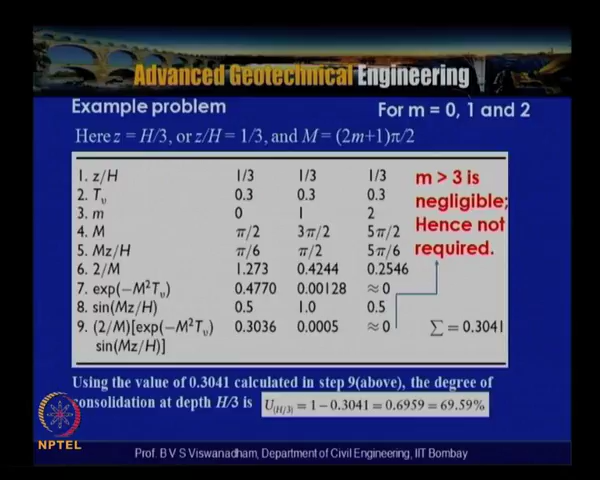 Advanced Geotechnical Engineering
Example problem For m = 0, 1 and 2
Here z = H/3, or z/H = 1/3, and M = (2m+1)π/2
1. z/H 1/3 1/3 1/3
2. Tᵥ 0.3 0.3 0.3
3. m 0 1 2
4. M π/2 3π/2 5π/2
5. Mz/H π/6 π/2 5π/6
6. 2/M 1.273 0.4244 0.2546
7. exp(−M²Tᵥ) 0.4770 0.00128 ≈0
8. sin(Mz/H) 0.5 1.0 0.5
9. (2/M)[exp(−M²Tᵥ) 0.3036 0.0005 ≈0 Σ = 0.3041
sin(Mz/H)]
m > 3 is
negligible;
Hence not
required.
Using the value of 0.3041 calculated in step 9(above), the degree of
consolidation at depth H/3 is U(H/3) = 1 − 0.3041 = 0.6959 = 69.59%
NPTEL
Prof. B V S Viswanadham, Department of Civil Engineering, IIT Bombay